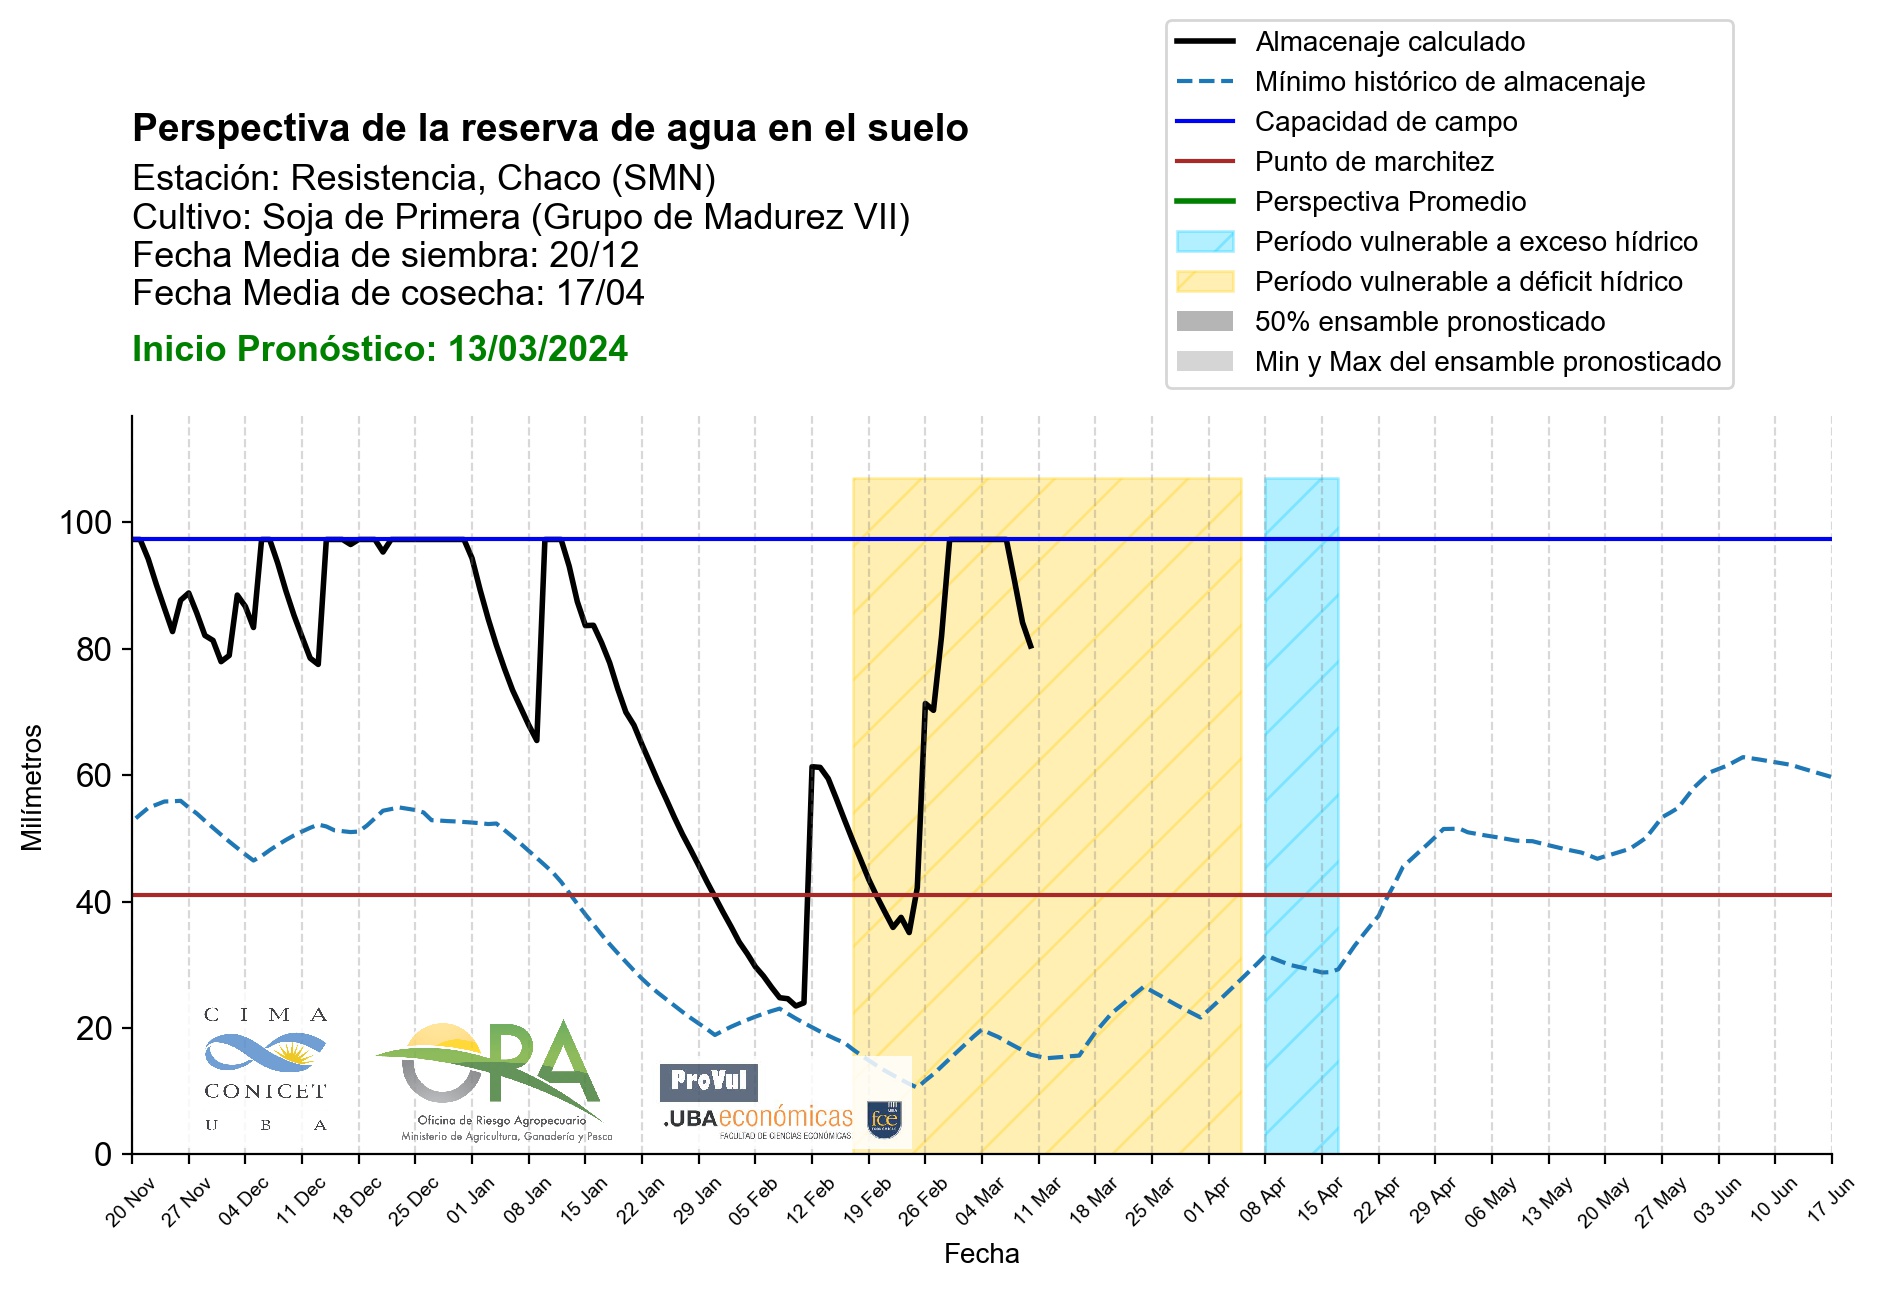 Almacenaje calculado
Mínimo histórico de almacenaje
Capacidad de campo
Punto de marchitez
Perspectiva Promedio
Período vulnerable a exceso hídrico
Período vulnerable a déficit hídrico
50% ensamble pronosticado
Min y Max del ensamble pronosticado
Perspectiva de la reserva de agua en el suelo
Estación: Resistencia, Chaco (SMN)
Cultivo: Soja de Primera (Grupo de Madurez VII)
Fecha Media de siembra: 20/12
Fecha Media de cosecha: 17/04
Inicio Pronóstico: 13/03/2024
100
80
60
40
20
0
Milímetros
CIMA
CONICET
UBA
ORA
Oficina de Riesgo Agropecuario
Ministerio de Agricultura, Ganadería y Pesca
ProVul
.UBAeconómicas
FACULTAD DE CIENCIAS ECONÓMICAS
UBA
fce
ECONÓMICAS
20 Nov
27 Nov
04 Dec
11 Dec
18 Dec
25 Dec
01 Jan
08 Jan
15 Jan
22 Jan
29 Jan
05 Feb
12 Feb
19 Feb
26 Feb
04 Mar
11 Mar
18 Mar
25 Mar
01 Apr
08 Apr
15 Apr
22 Apr
29 Apr
06 May
13 May
20 May
27 May
03 Jun
10 Jun
17 Jun
Fecha